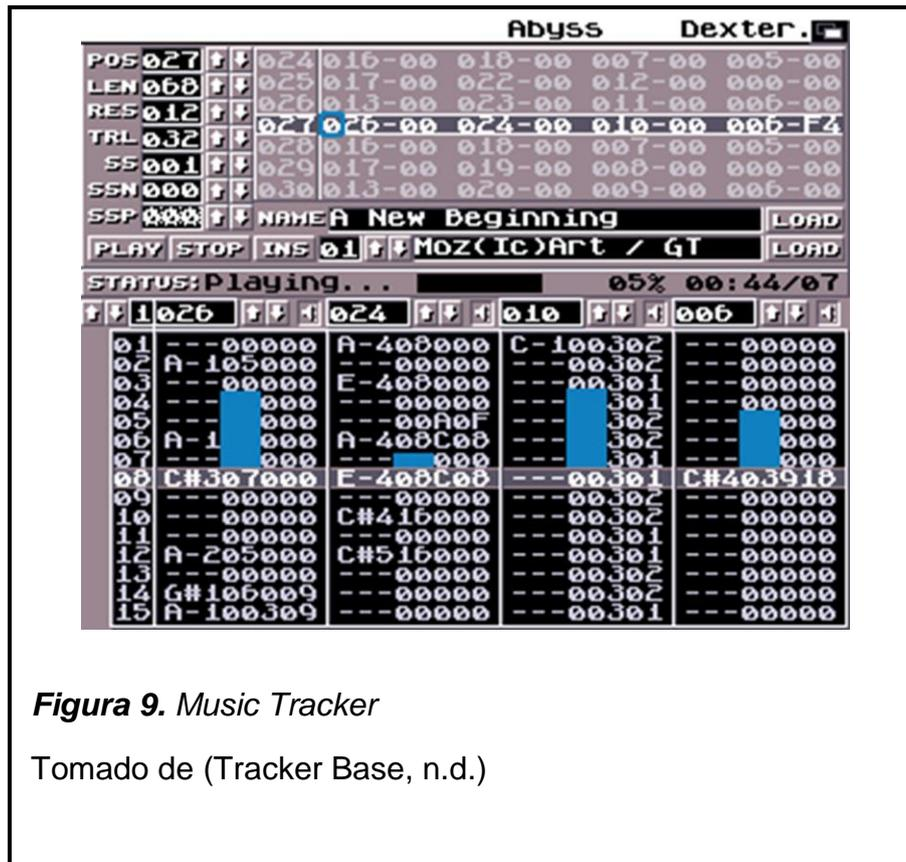 Abyss Dexter.
POS 027 024 016-00 018-00 007-00 005-00
LEN 068 025 017-00 022-00 012-00 000-00
RES 012 026 013-00 023-00 011-00 006-00
TRL 032 027 026-00 024-00 010-00 006-F4
028 016-00 018-00 007-00 005-00
SS 001 029 017-00 019-00 008-00 000-00
SSN 000 030 013-00 020-00 009-00 006-00
SSP 000 NAME A New Beginning LOAD
PLAY STOP INS 01 Moz(Ic)Art / GT LOAD
STATUS: Playing... 05% 00:44/07
1 026 024 010 006
01 ---00000 A-408000 C-100302 ---00000
02 A-105000 ---00000 ---00302 ---00000
03 ---00000 E-408000 ---00301 ---00000
04 --- 000 ---00000 --- 301 ---00000
05 --- 000 ---00A0F --- 302 --- 000
06 A-1 000 A-408C08 --- 302 --- 000
07 --- 000 --- 000 --- 301 --- 000
08 C#307000 E-408C08 ---00301 C#403918
09 ---00000 ---00000 ---00302 ---00000
10 ---00000 C#416000 ---00302 ---00000
11 ---00000 ---00000 ---00301 ---00000
12 A-205000 C#516000 ---00301 ---00000
13 ---00000 ---00000 ---00302 ---00000
14 G#106009 ---00000 ---00302 ---00000
15 A-100309 ---00000 ---00301 ---00000
Figura 9. Music Tracker
Tomado de (Tracker Base, n.d.)